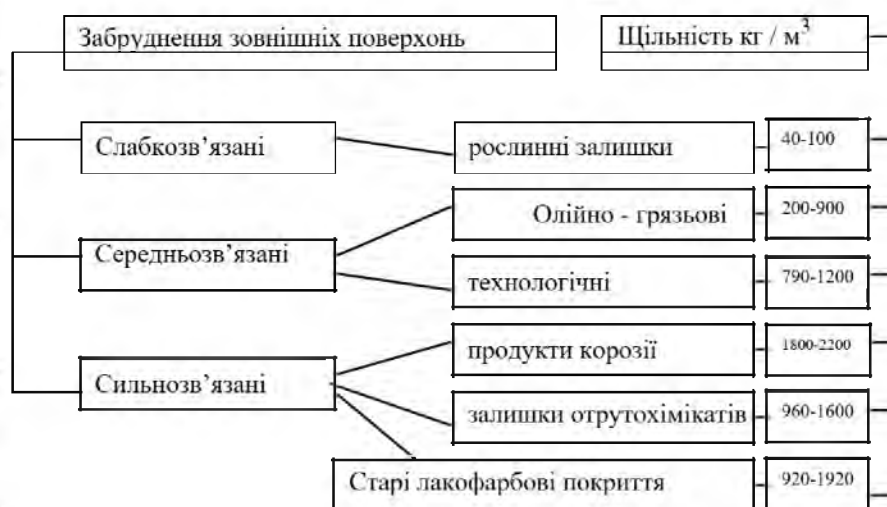 Забруднення зовнішніх поверхонь
Щільність кг / м³
Слабкозв’язані
рослинні залишки
40-100
Олійно - грязьові
200-900
Середньозв’язані
технологічні
790-1200
продукти корозії
1800-2200
Сильнозв’язані
залишки отрутохімікатів
960-1600
Старі лакофарбові покриття
920-1920